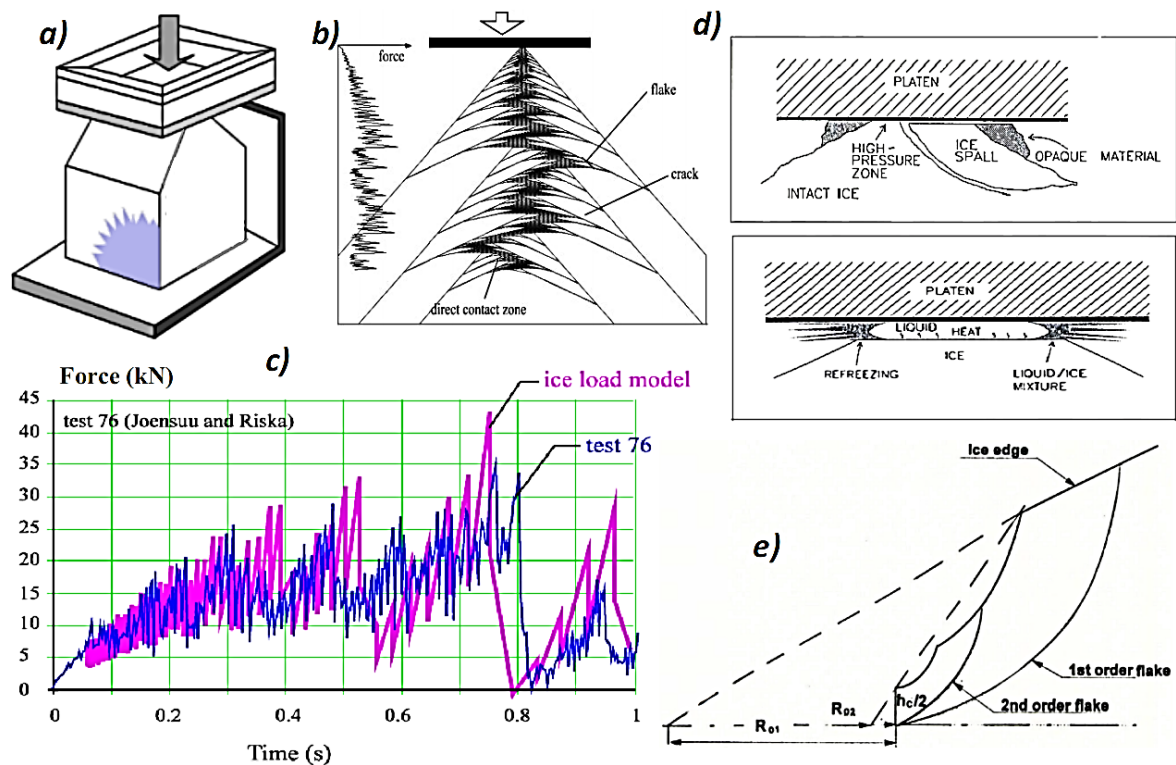 a)
b)
force
flake
crack
direct contact zone
c)
Force (kN)
45
40
35
30
25
20
15
10
5
0
test 76 (Joensuu and Riska)
ice load model
test 76
0
0.2
0.4
0.6
0.8
1
Time (s)
d)
PLATEN
HIGH-
PRESSURE
ZONE
ICE
SPALL
OPAQUE MATERIAL
INTACT ICE
PLATEN
LIQUID HEAT
ICE
REFREEZING
LIQUID/ICE
MIXTURE
e)
Ice edge
1st order flake
2nd order flake
hc/2
R02
R01